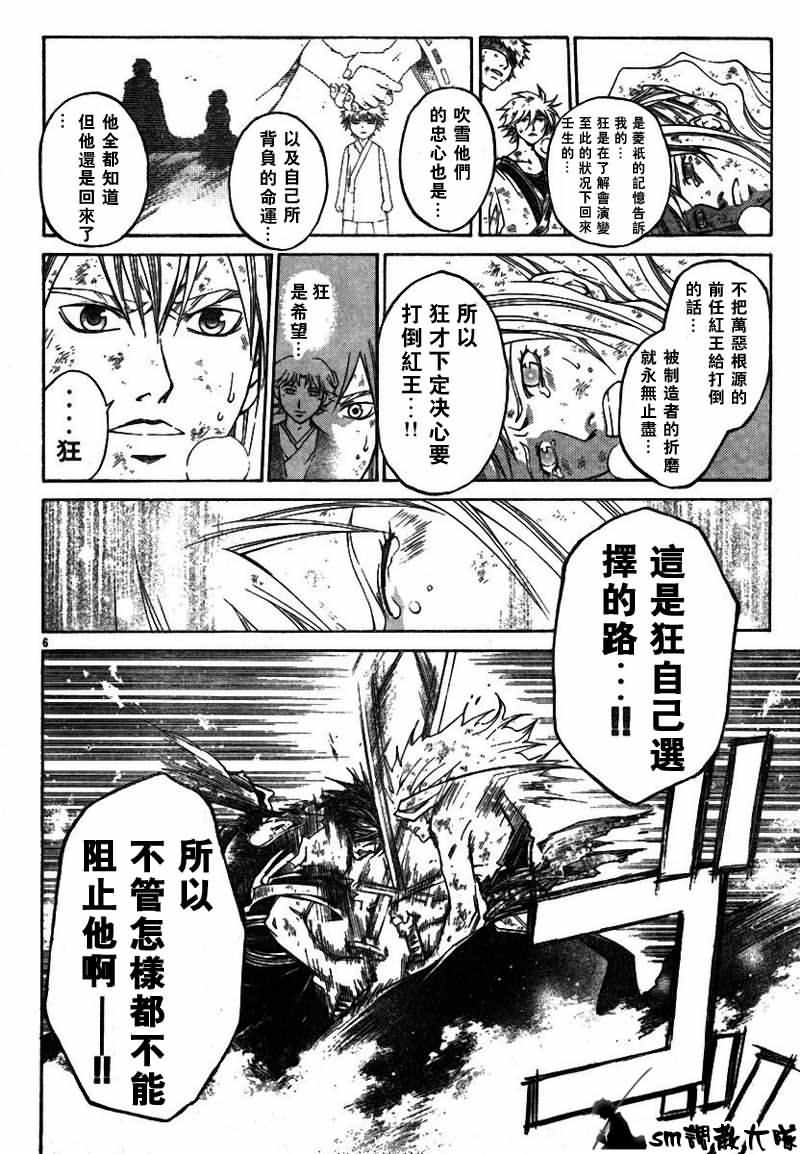 是菱祇的記憶告訴
我的…
狂是在了解會演變
至此的狀况下回來
壬生的…
吹雪他們
的忠心也是…
以及自己所
背負的命運…
他全都知道
但他還是回來了
…
不把萬惡根源的
前任紅王給打倒
的話…
被制造者的折磨
就永無止盡…
所以
狂才下定决心要
打倒紅王…!!
狂
是希望…
…狂
這是狂自己選
擇的路…!!
6
所以
不管怎樣都不能
阻止他啊——!!
sm調教大隊